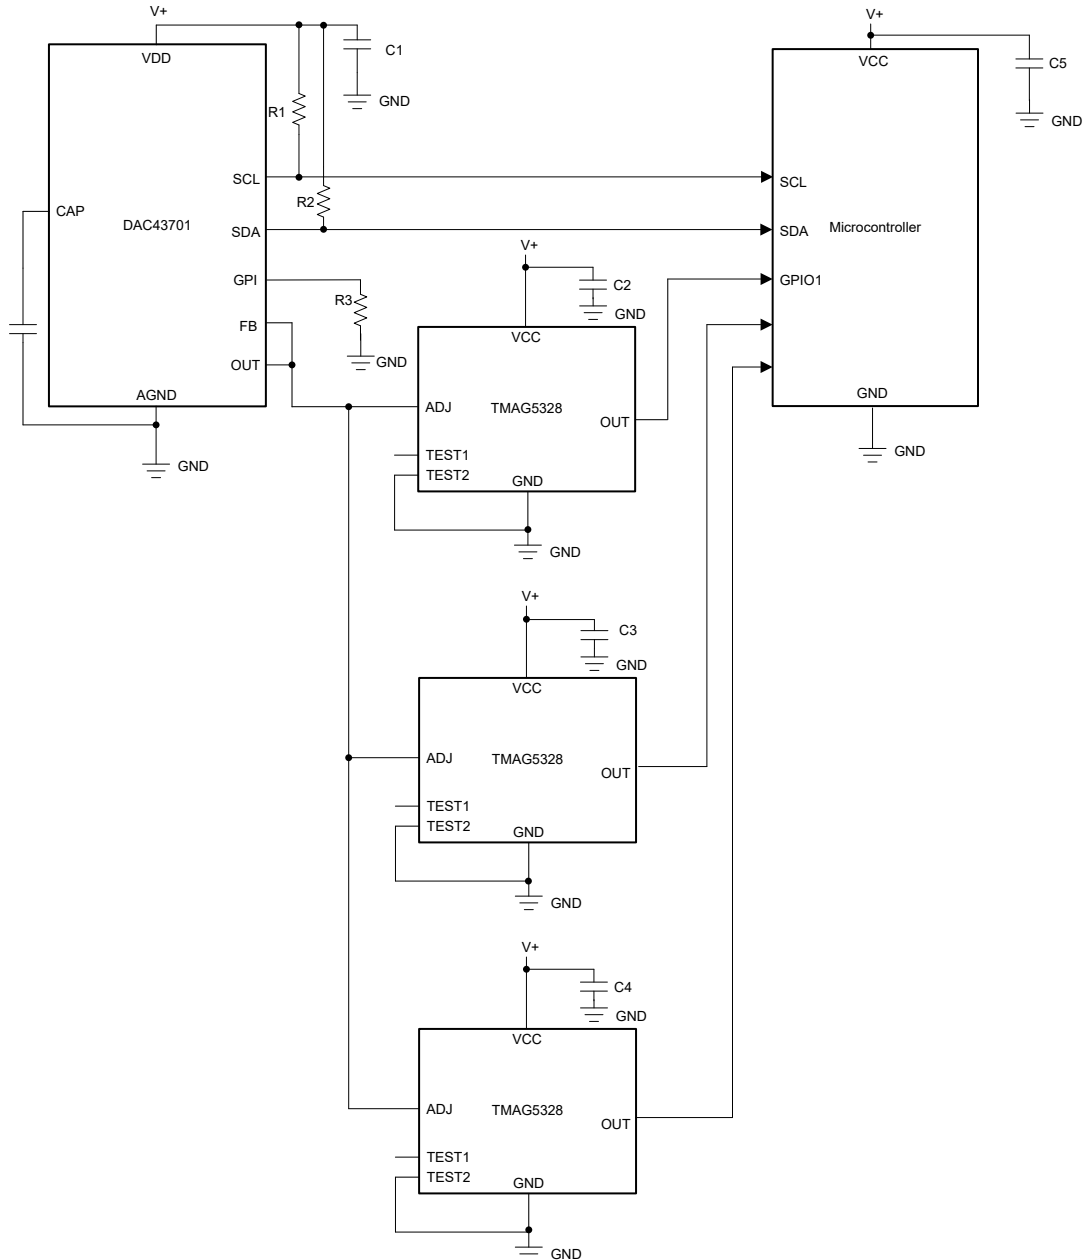 V+
V+
C1
VDD
VCC
C5
GND
R1
GND
SCL
SCL
R2
CAP
DAC43701
SDA
SDA
Microcontroller
V+
GPI
GPIO1
C2
R3
GND
FB
VCC
GND
OUT
AGND
GND
ADJ
TMAG5328
OUT
TEST1
GND
GND
TEST2
GND
GND
V+
C3
GND
VCC
ADJ
TMAG5328
OUT
TEST1
TEST2
GND
GND
V+
C4
GND
VCC
ADJ
TMAG5328
OUT
TEST1
TEST2
GND
GND